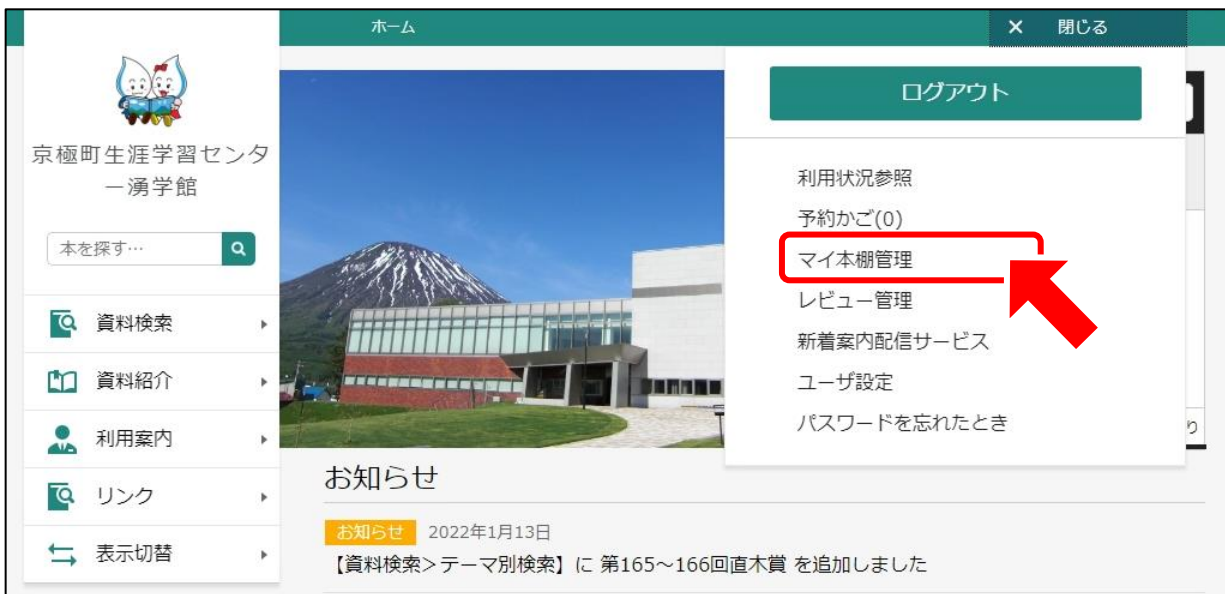 ホーム
× 閉じる
京極町生涯学習センタ
ー湧学館
本を探す…
資料検索
資料紹介
利用案内
リンク
表示切替
ログアウト
利用状況参照
予約かご(0)
マイ本棚管理
レビュー管理
新着案内配信サービス
ユーザ設定
パスワードを忘れたとき
り
お知らせ
お知らせ 2022年1月13日
【資料検索>テーマ別検索】に 第165～166回直木賞 を追加しました